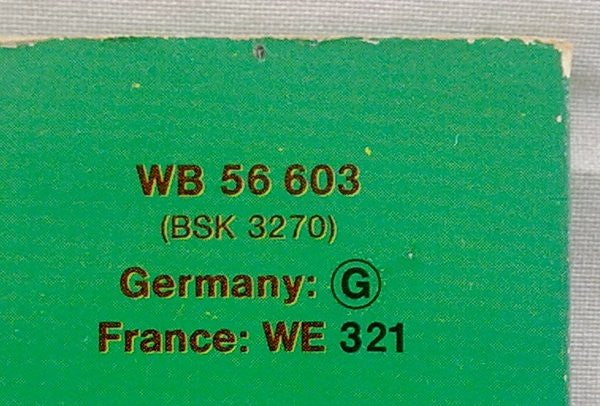 WB 56 603
(BSK 3270)
Germany: G
France: WE 321